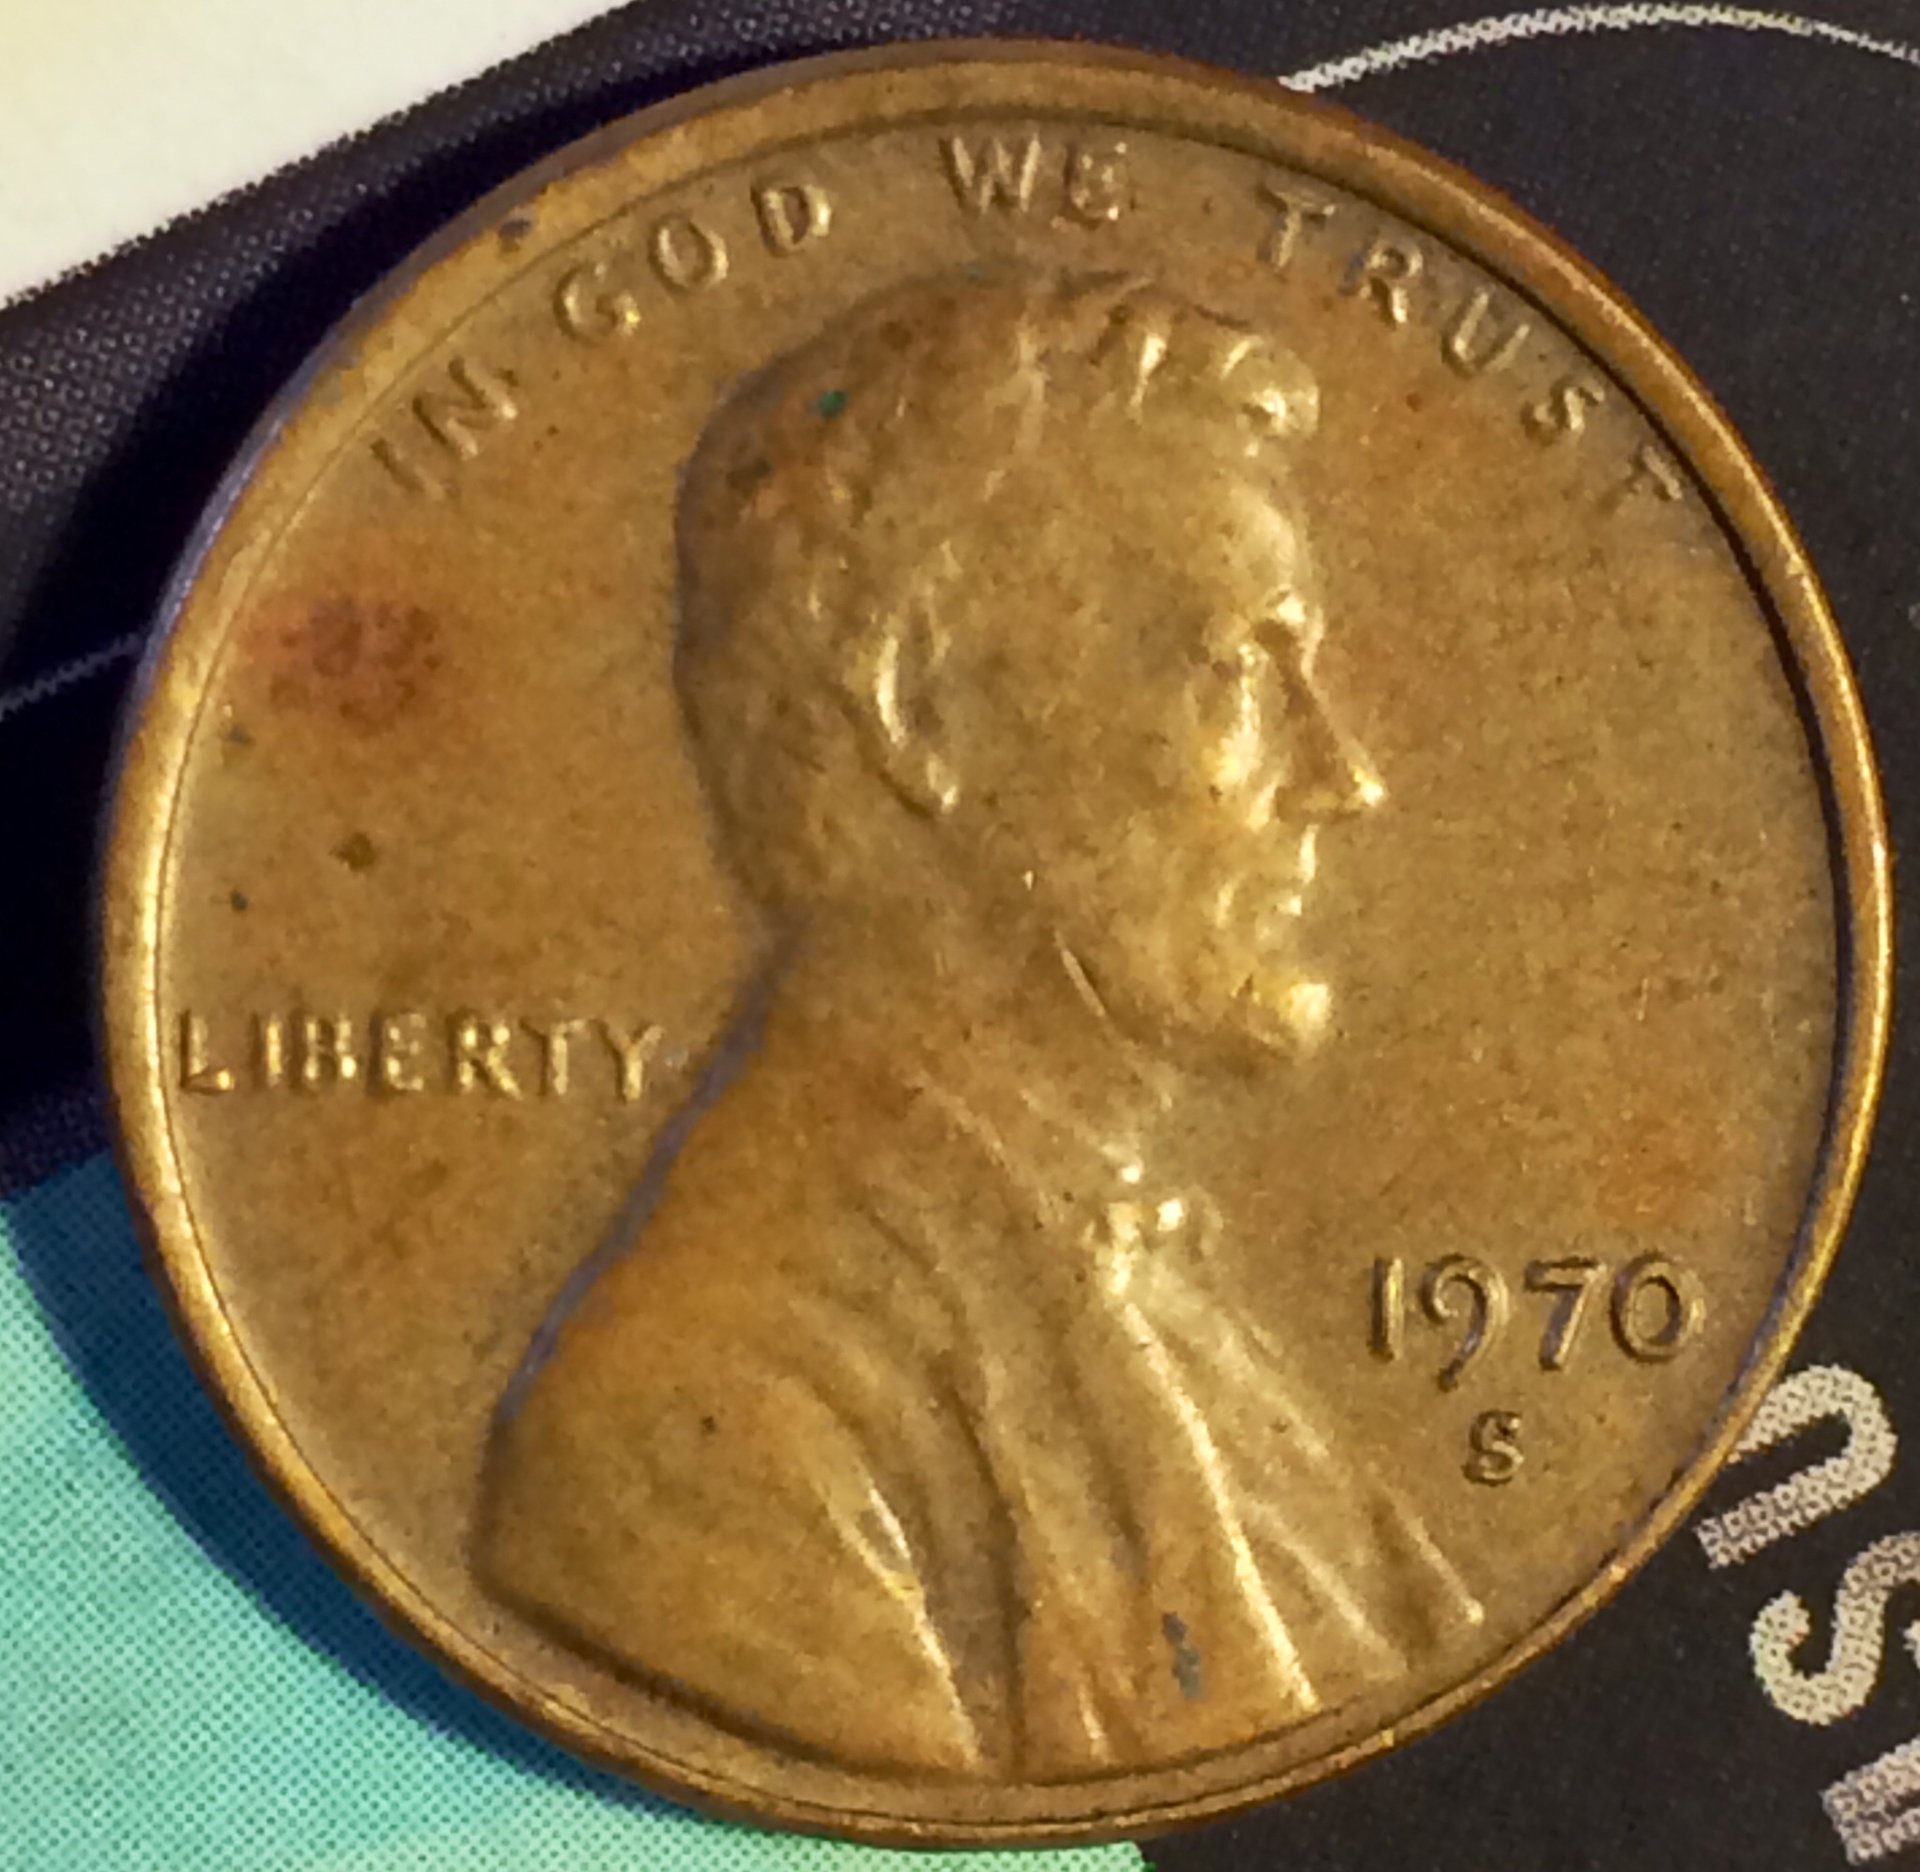 IN GOD WE TRUST
LIBERTY
1970
S